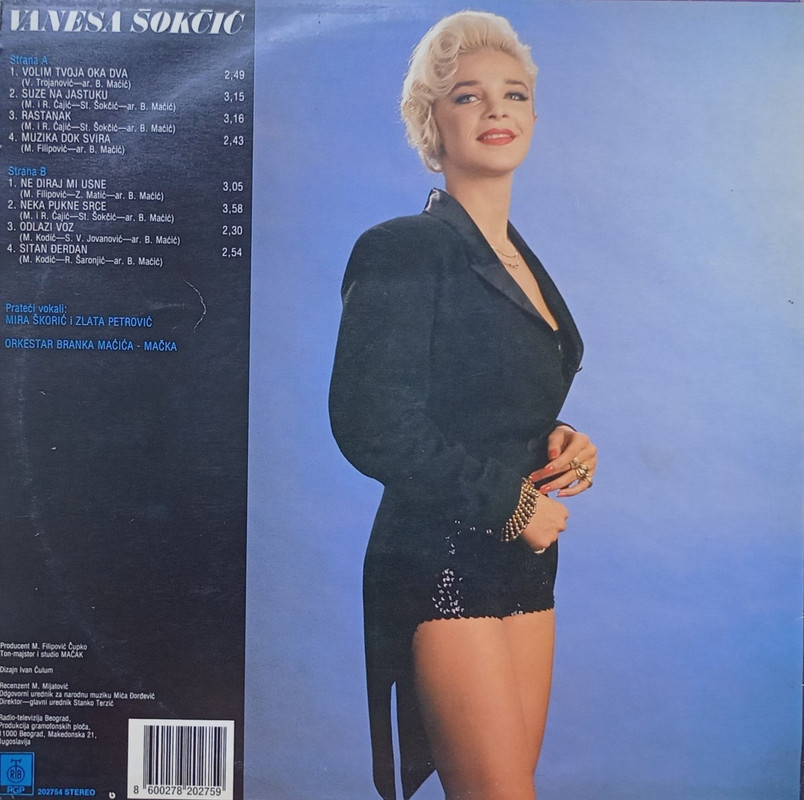 VANESA ŠOKČIĆ
Strana A
1. VOLIM TVOJA OKA DVA 2,49
(V. Trojanović—ar. B. Mačić)
2. SUZE NA JASTUKU 3,15
(M. i R. Čajić—St. Šokčić—ar. B. Mačić)
3. RASTANAK 3,16
(M. i R. Čajić—St. Šokčić—ar. B. Mačić)
4. MUZIKA DOK SVIRA 2,43
(M. Filipović—ar. B. Mačić)
Strana B
1. NE DIRAJ MI USNE 3,05
(M. Filipović—Z. Matić—ar. B. Mačić)
2. NEKA PUKNE SRCE 3,58
(M. i R. Čajić—St. Šokčić—ar. B. Mačić)
3. ODLAZI VOZ 2,30
(M. Kodić—S. V. Jovanović—ar. B. Mačić)
4. SITAN ĐERDAN 2,54
(M. Kodić—R. Šaronjić—ar. B. Mačić)
Prateći vokali:
MIRA ŠKORIĆ i ZLATA PETROVIĆ
ORKESTAR BRANKA MAĆIĆA - MAČKA
Producent M. Filipović Čupko
Ton-majstor i studio MAČAK
Dizajn Ivan Ćulum
Recenzent M. Mijatović
Odgovorni urednik za narodnu muziku Mića Đorđević
Direktor—glavni urednik Stanko Terzić
Radio-televizija Beograd,
Produkcija gramofonskih ploča,
11000 Beograd, Makedonska 21,
Jugoslavija
RTB
PGP
202754 STEREO
8 600278 202759